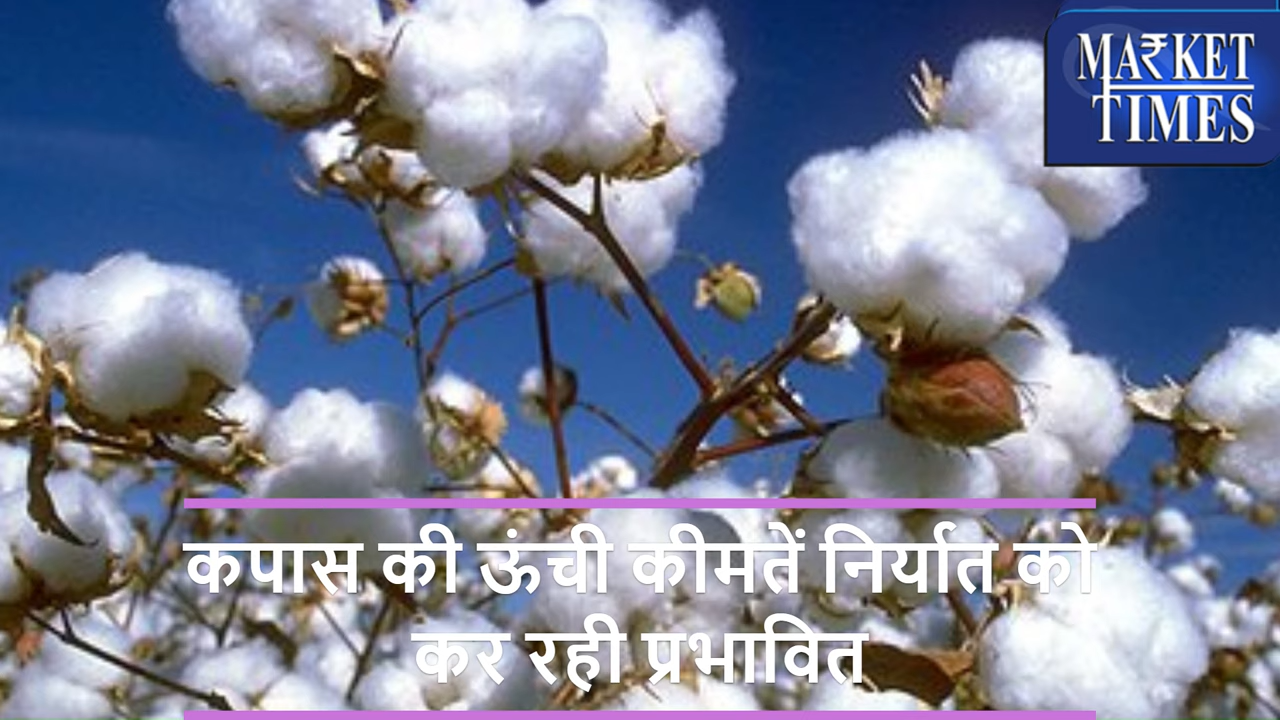 MA₹KET
TIMES
कपास की ऊंची कीमतें निर्यात को
कर रही प्रभावित